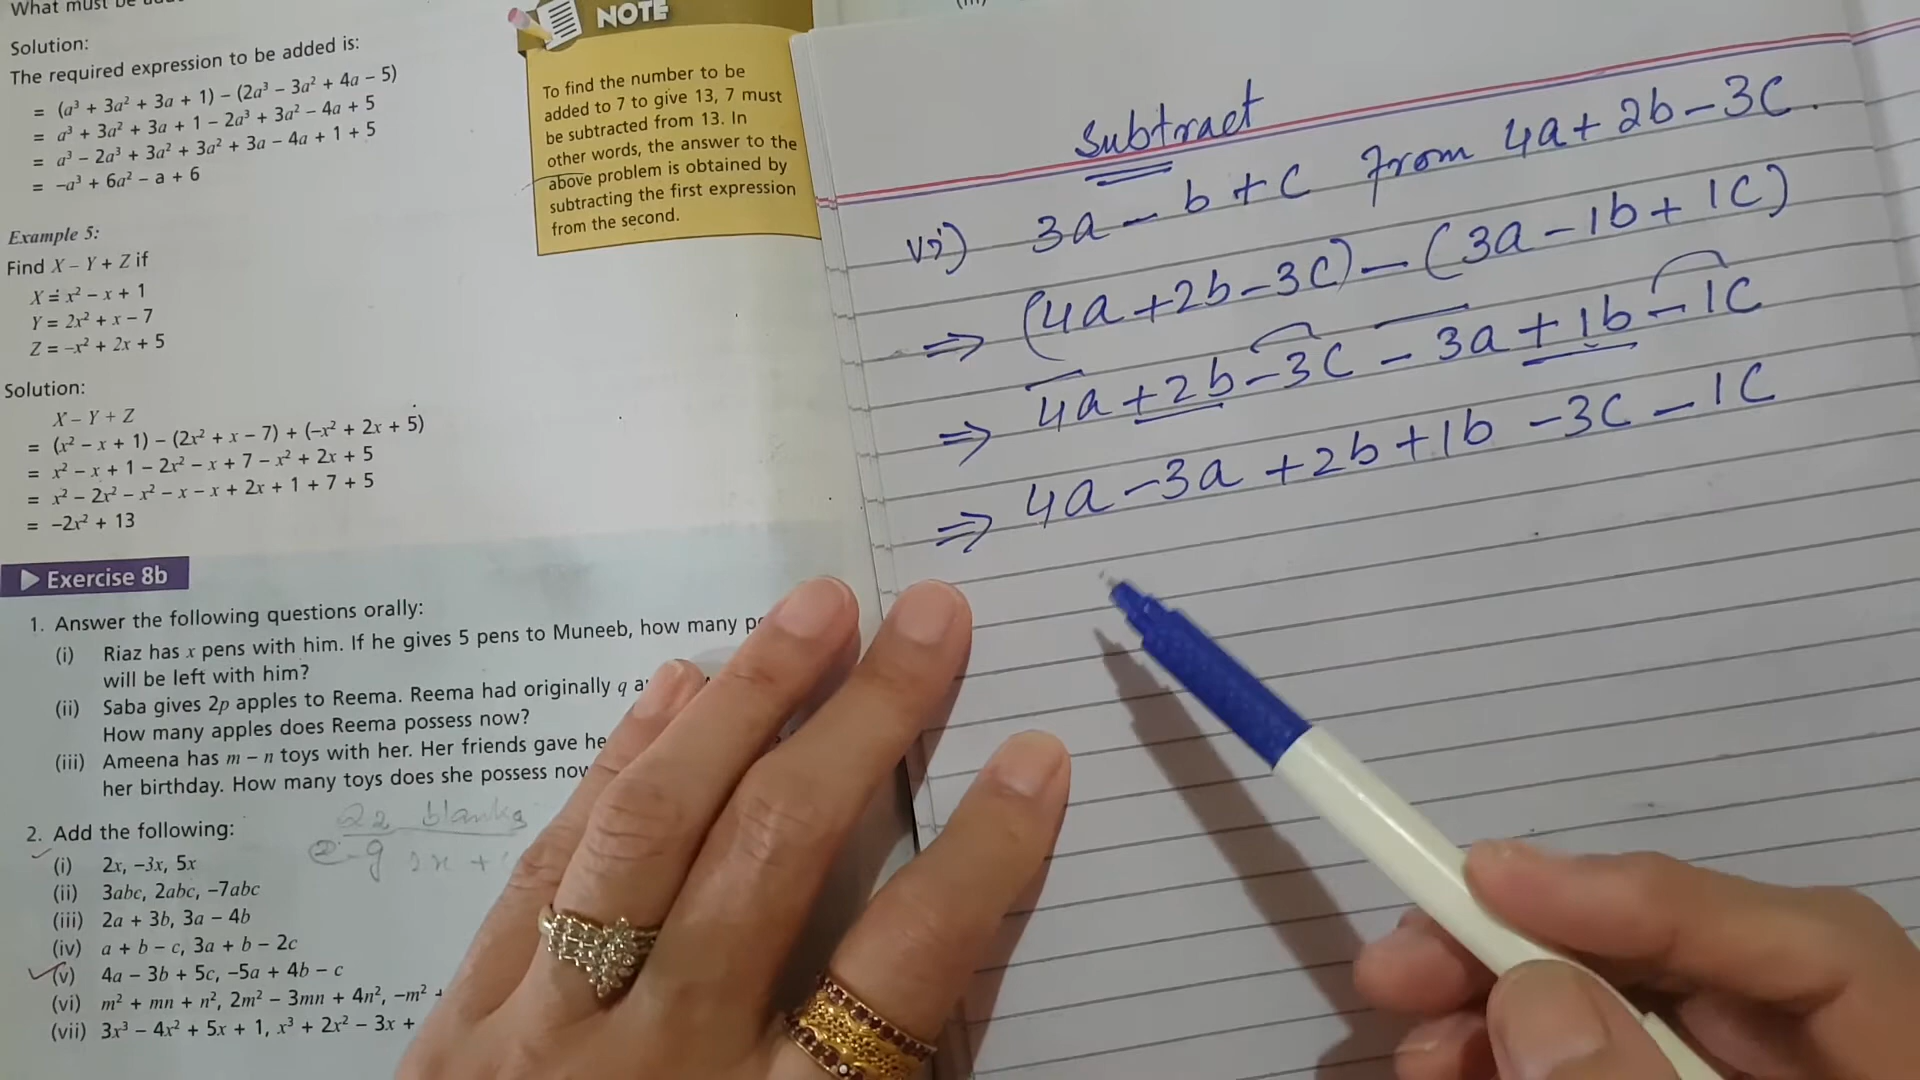 What must be
Solution:
The required expression to be added is:
= (a³ + 3a² + 3a + 1) – (2a³ – 3a² + 4a – 5)
= a³ + 3a² + 3a + 1 – 2a³ + 3a² – 4a + 5
= a³ – 2a³ + 3a² + 3a² + 3a – 4a + 1 + 5
= –a³ + 6a² – a + 6
Example 5:
Find X – Y + Z if
X = x² – x + 1
Y = 2x² + x – 7
Z = –x² + 2x + 5
Solution:
X – Y + Z
= (x² – x + 1) – (2x² + x – 7) + (–x² + 2x + 5)
= x² – x + 1 – 2x² – x + 7 – x² + 2x + 5
= x² – 2x² – x² – x – x + 2x + 1 + 7 + 5
= –2x² + 13
Exercise 8b
1. Answer the following questions orally:
(i) Riaz has x pens with him. If he gives 5 pens to Muneeb, how many
will be left with him?
(ii) Saba gives 2p apples to Reema. Reema had originally q
How many apples does Reema possess now?
(iii) Ameena has m – n toys with her. Her friends gave
her birthday. How many toys does she possess
22 blanks
2. Add the following:
(i) 2x, –3x, 5x
(ii) 3abc, 2abc, –7abc
(iii) 2a + 3b, 3a – 4b
(iv) a + b – c, 3a + b – 2c
(v) 4a – 3b + 5c, –5a + 4b – c
(vi) m² + mn + n², 2m² – 3mn + 4n², –m² +
(vii) 3x³ – 4x² + 5x + 1, x³ + 2x² – 3x +
NOTE
To find the number to be
added to 7 to give 13, 7 must
be subtracted from 13. In
other words, the answer to the
above problem is obtained by
subtracting the first expression
from the second.
(iii)
Subtract
vi) 3a – b + c from 4a + 2b – 3c.
⇒ (4a + 2b – 3c) – (3a – 1b + 1c)
⇒ 4a + 2b – 3c – 3a + 1b – 1c
⇒ 4a – 3a + 2b + 1b – 3c – 1c